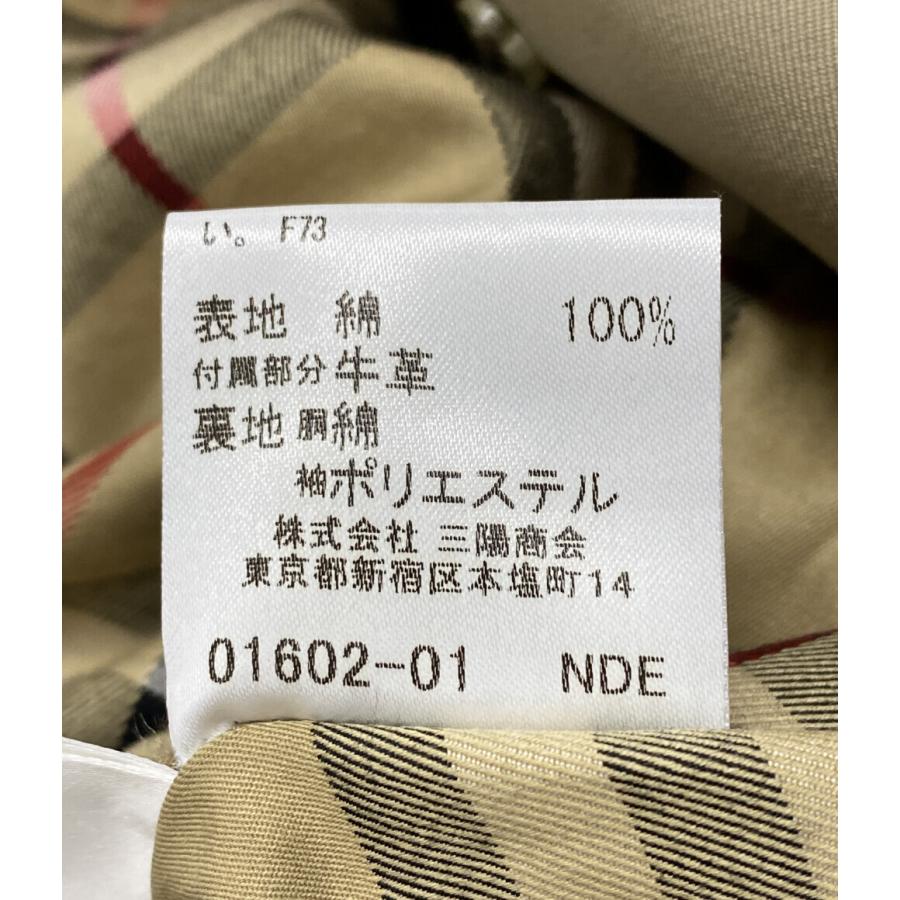 い。 F73
表地 綿 100%
付属部分 牛革
裏地 胴綿
袖ポリエステル
株式会社 三陽商会
東京都新宿区本塩町14
01602-01 NDE